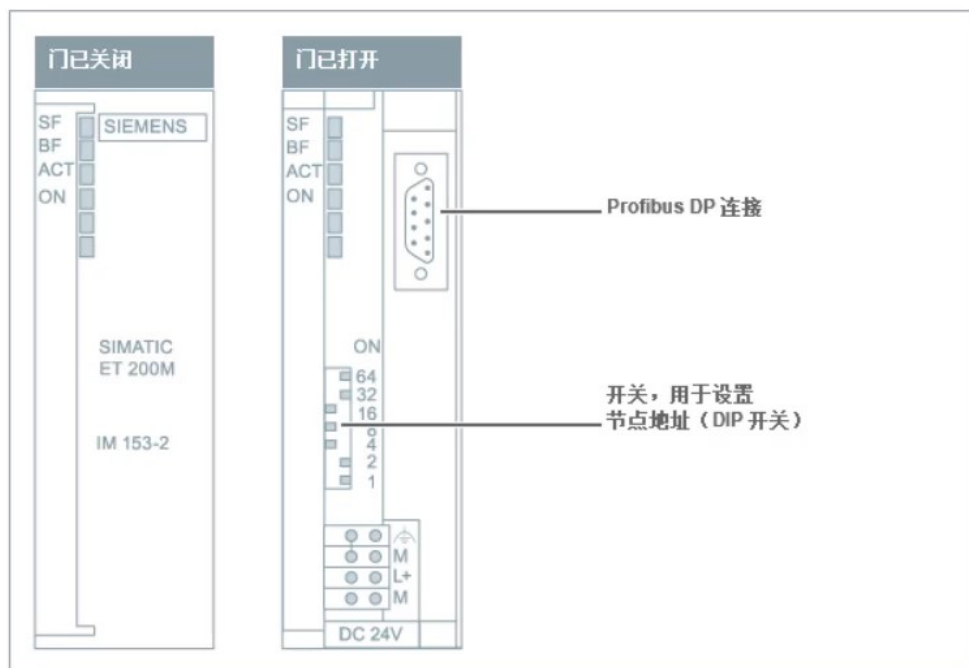 门已关闭
SF
BF
ACT
ON
SIEMENS
SIMATIC
ET 200M
IM 153-2
门已打开
SF
BF
ACT
ON
Profibus DP 连接
ON
64
32
16
4
2
1
开关，用于设置
节点地址（DIP 开关）
M
L+
M
DC 24V